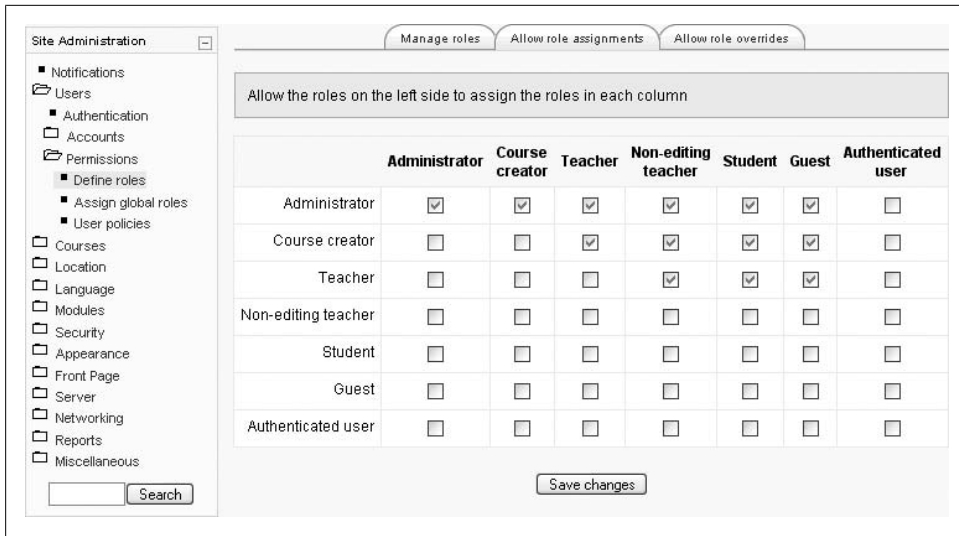 Site Administration
Notifications
Users
Authentication
Accounts
Permissions
Define roles
Assign global roles
User policies
Courses
Location
Language
Modules
Security
Appearance
Front Page
Server
Networking
Reports
Miscellaneous
Search
Manage roles
Allow role assignments
Allow role overrides
Allow the roles on the left side to assign the roles in each column
Administrator
Course
creator
Teacher
Non-editing
teacher
Student
Guest
Authenticated
user
Administrator
Course creator
Teacher
Non-editing teacher
Student
Guest
Authenticated user
Save changes